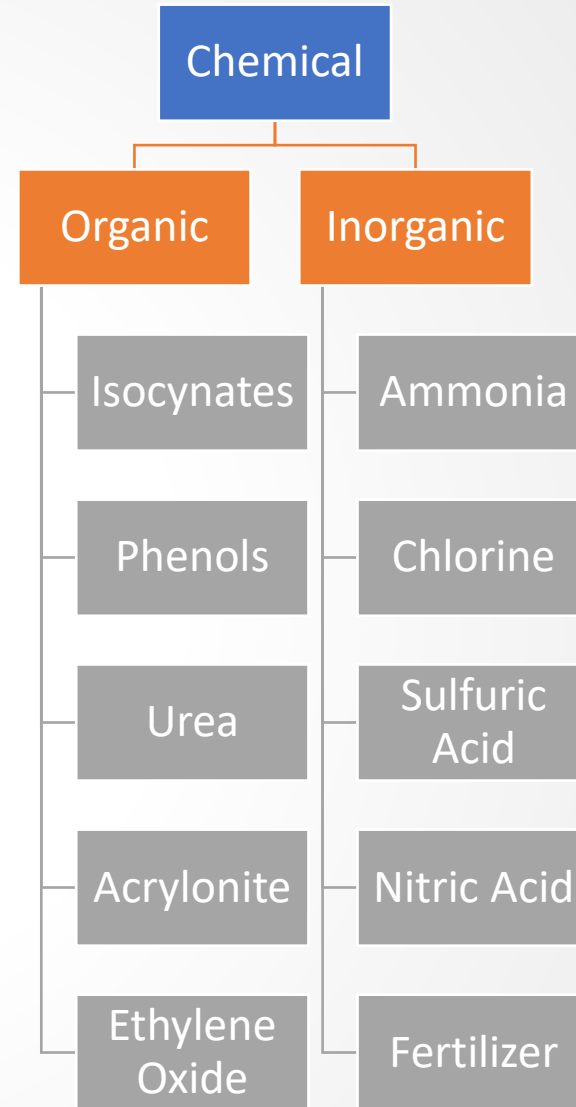 Chemical
Organic
Inorganic
Isocynates
Ammonia
Phenols
Chlorine
Urea
Sulfuric
Acid
Acrylonite
Nitric Acid
Ethylene
Oxide
Fertilizer